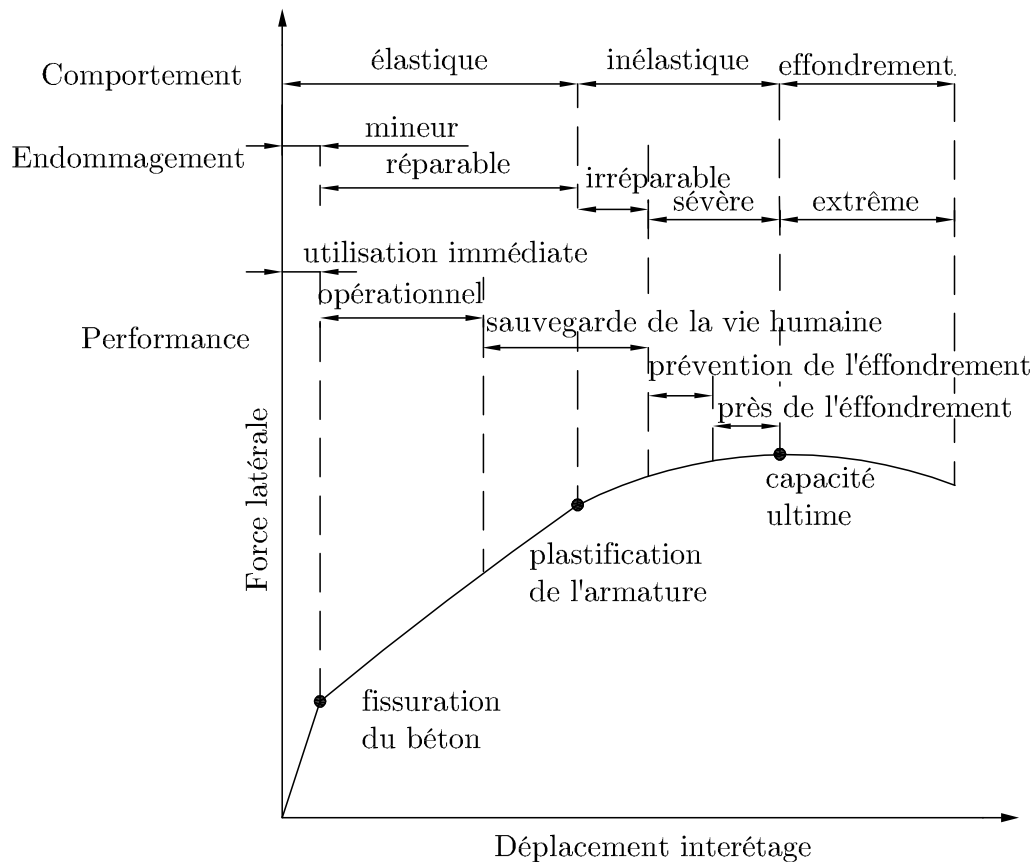 élastique
inélastique
effondrement
Comportement
mineur
Endommagement
réparable
irréparable
sévère
extrême
utilisation immédiate
opérationnel
sauvegarde de la vie humaine
Performance
prévention de l'éffondrement
près de l'éffondrement
capacité
ultime
Force latérale
plastification
de l'armature
fissuration
du béton
Déplacement interétage